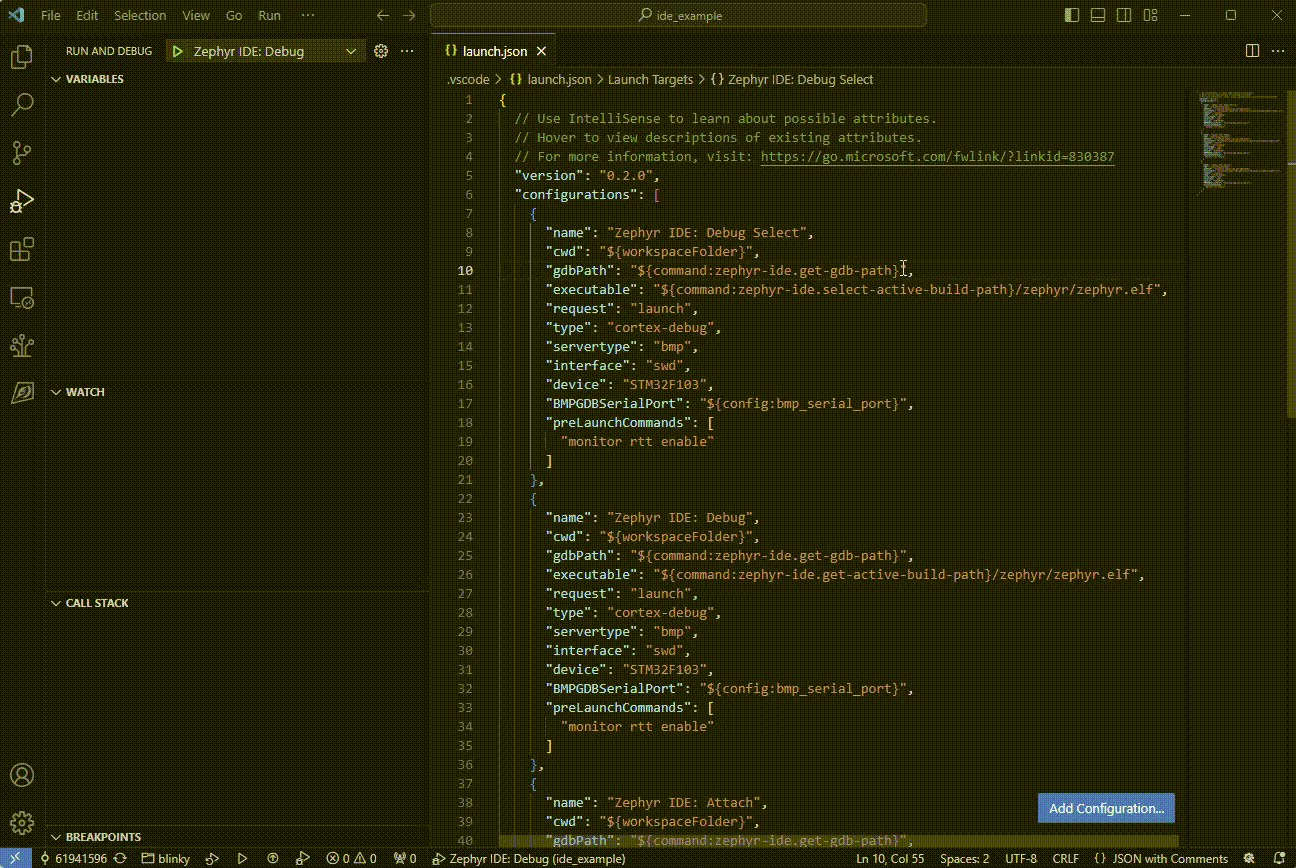 File Edit Selection View Go Run ···
ide_example
RUN AND DEBUG
Zephyr IDE: Debug
VARIABLES
WATCH
CALL STACK
BREAKPOINTS
launch.json
.vscode > {} launch.json > Launch Targets > {} Zephyr IDE: Debug Select
1 {
2 // Use IntelliSense to learn about possible attributes.
3 // Hover to view descriptions of existing attributes.
4 // For more information, visit: https://go.microsoft.com/fwlink/?linkid=830387
5 "version": "0.2.0",
6 "configurations": [
7 {
8 "name": "Zephyr IDE: Debug Select",
9 "cwd": "${workspaceFolder}",
10 "gdbPath": "${command:zephyr-ide.get-gdb-path}",
11 "executable": "${command:zephyr-ide.select-active-build-path}/zephyr/zephyr.elf",
12 "request": "launch",
13 "type": "cortex-debug",
14 "servertype": "bmp",
15 "interface": "swd",
16 "device": "STM32F103",
17 "BMPGDBSerialPort": "${config:bmp_serial_port}",
18 "preLaunchCommands": [
19 "monitor rtt enable"
20 ]
21 },
22 {
23 "name": "Zephyr IDE: Debug",
24 "cwd": "${workspaceFolder}",
25 "gdbPath": "${command:zephyr-ide.get-gdb-path}",
26 "executable": "${command:zephyr-ide.get-active-build-path}/zephyr/zephyr.elf",
27 "request": "launch",
28 "type": "cortex-debug",
29 "servertype": "bmp",
30 "interface": "swd",
31 "device": "STM32F103",
32 "BMPGDBSerialPort": "${config:bmp_serial_port}",
33 "preLaunchCommands": [
34 "monitor rtt enable"
35 ]
36 },
37 {
38 "name": "Zephyr IDE: Attach",
39 "cwd": "${workspaceFolder}",
40 "gdbPath": "${command:zephyr-ide.get-gdb-path}",
Add Configuration...
61941596 blinky 0 0 0 Zephyr IDE: Debug (ide_example) Ln 10, Col 55 Spaces: 2 UTF-8 CRLF {} JSON with Comments